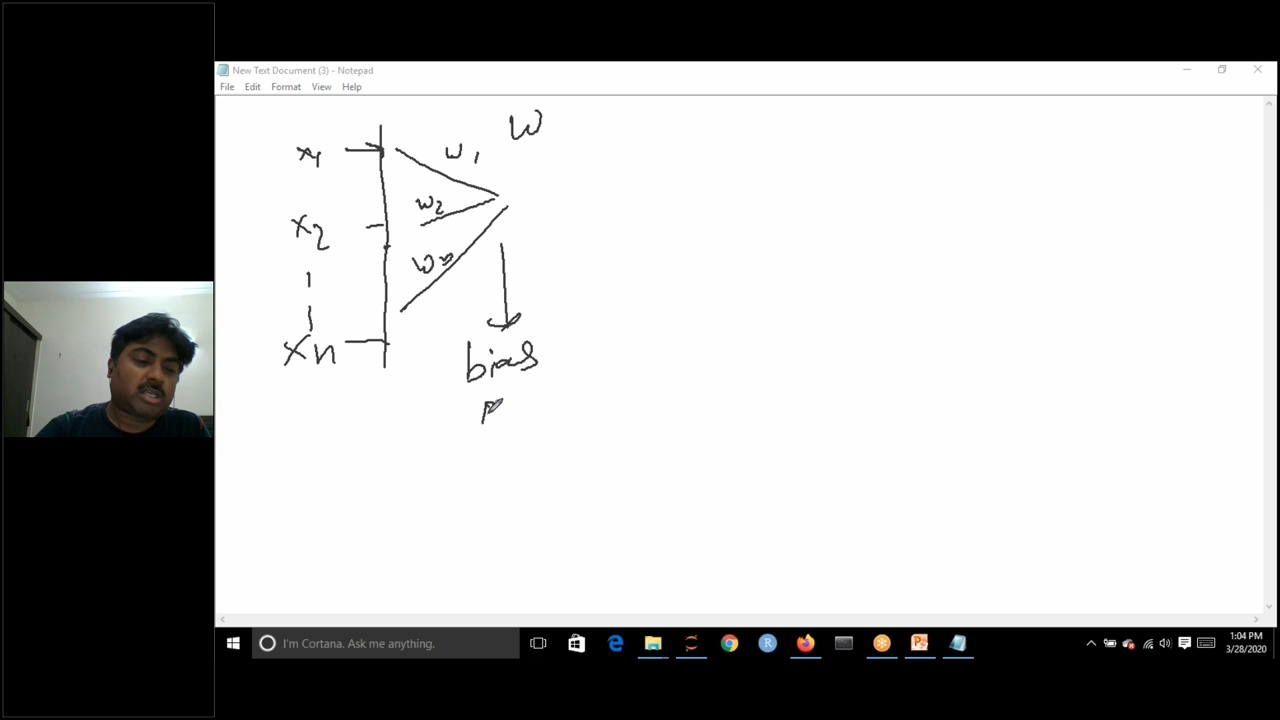 New Text Document (3) - Notepad
File Edit Format View Help
W
x1 w1
x2 w2
xn
bias
I'm Cortana. Ask me anything.
1:04 PM
3/28/2020